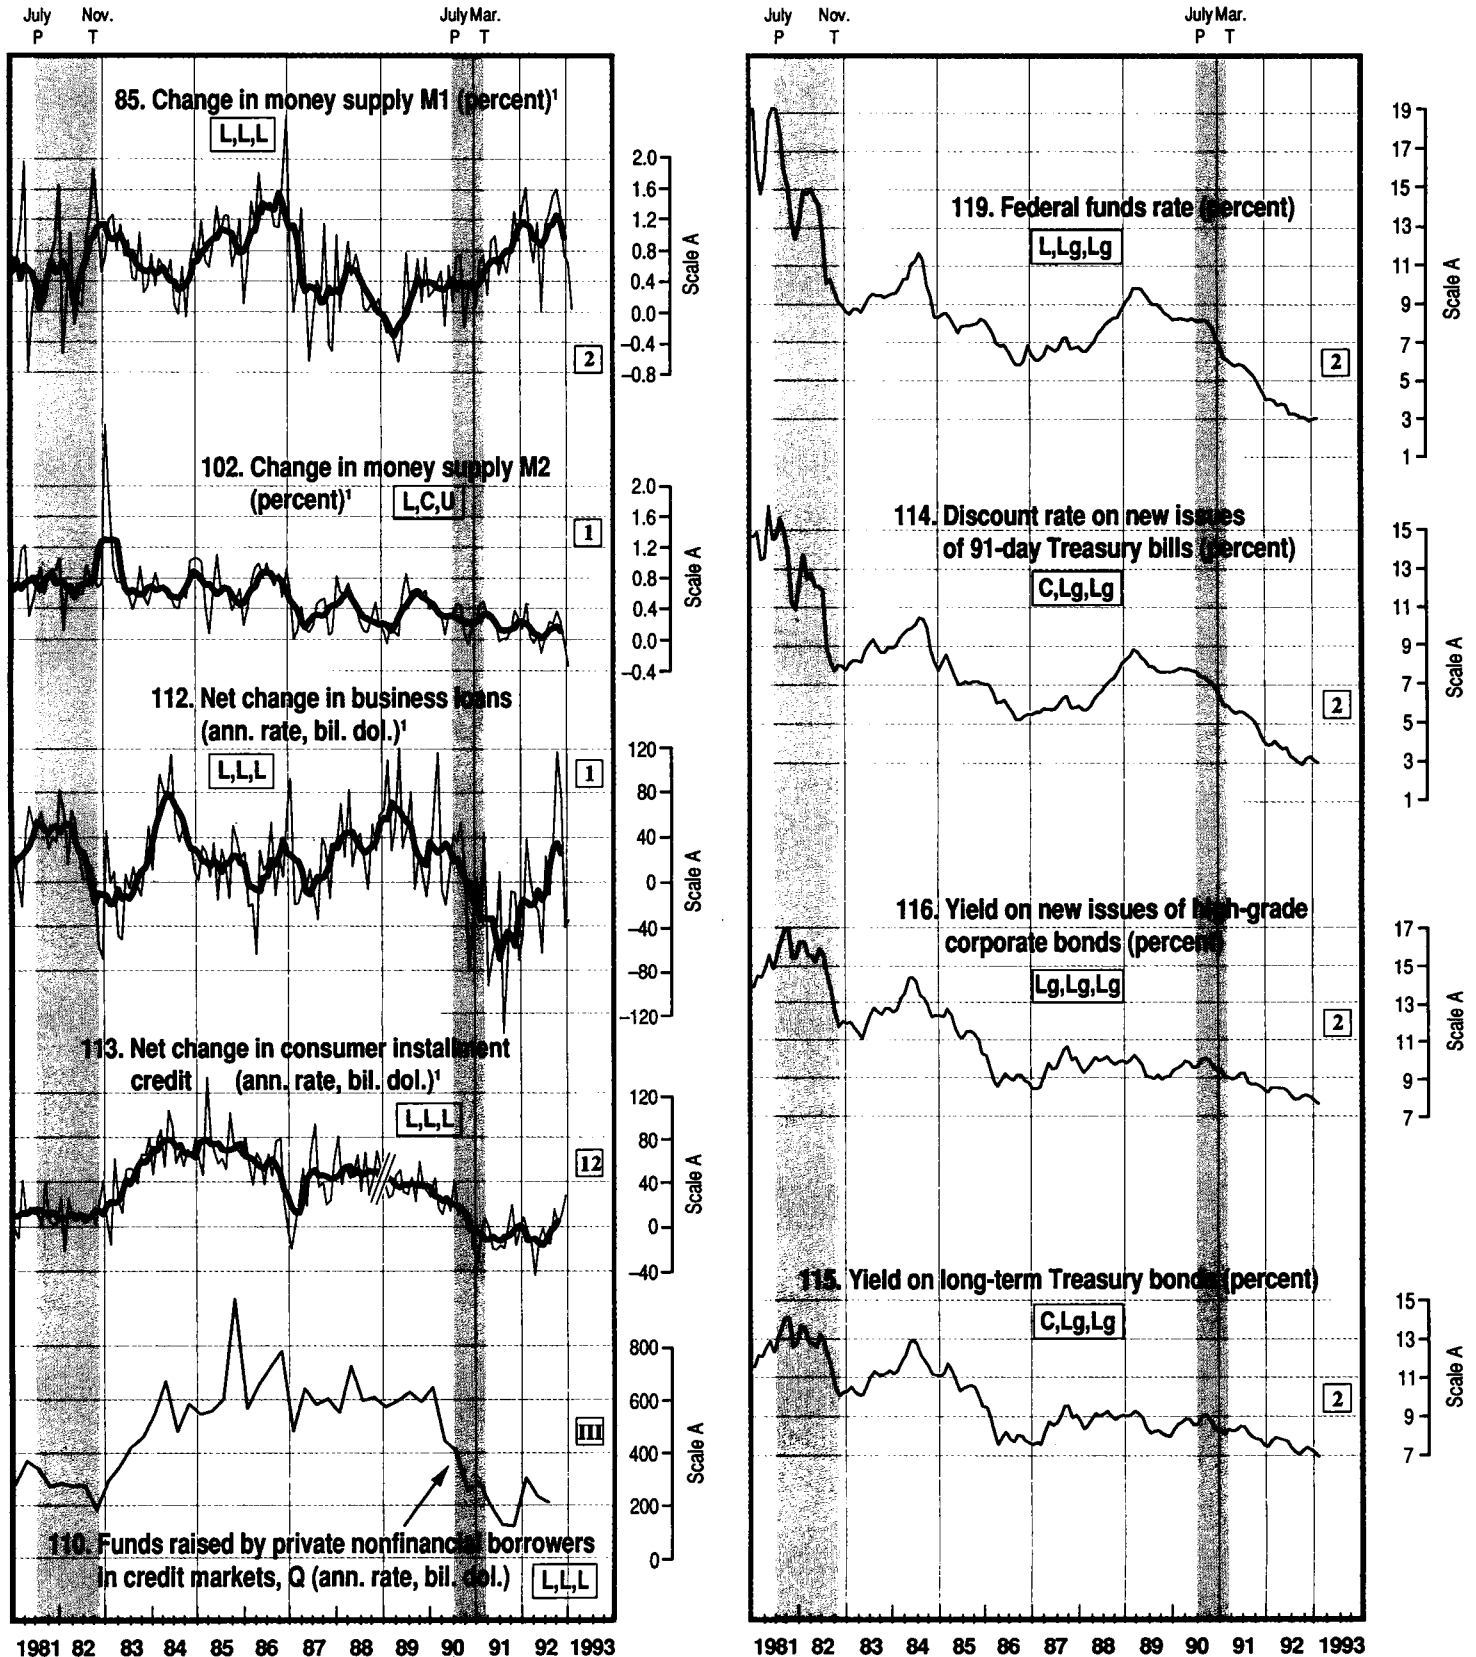 July Nov. July Mar.
P T P T
85. Change in money supply M1 (percent)¹
L,L,L
2.0
1.6
1.2
0.8
0.4
0.0
–0.4
–0.8
Scale A
2
102. Change in money supply M2
(percent)¹
L,C,U
2.0
1.6
1.2
0.8
0.4
0.0
–0.4
Scale A
1
112. Net change in business loans
(ann. rate, bil. dol.)¹
L,L,L
120
80
40
0
–40
–80
–120
Scale A
1
113. Net change in consumer installment
credit (ann. rate, bil. dol.)¹
L,L,L
120
80
40
0
–40
Scale A
12
800
600
400
200
0
Scale A
III
110. Funds raised by private nonfinancial borrowers
in credit markets, Q (ann. rate, bil. dol.)
L,L,L
1981 82 83 84 85 86 87 88 89 90 91 92 1993
July Nov. July Mar.
P T P T
119. Federal funds rate (percent)
L,Lg,Lg
19
17
15
13
11
9
7
5
3
1
Scale A
2
114. Discount rate on new issues
of 91-day Treasury bills (percent)
C,Lg,Lg
15
13
11
9
7
5
3
1
Scale A
2
116. Yield on new issues of high-grade
corporate bonds (percent)
Lg,Lg,Lg
17
15
13
11
9
7
Scale A
2
115. Yield on long-term Treasury bonds (percent)
C,Lg,Lg
15
13
11
9
7
Scale A
2
1981 82 83 84 85 86 87 88 89 90 91 92 1993